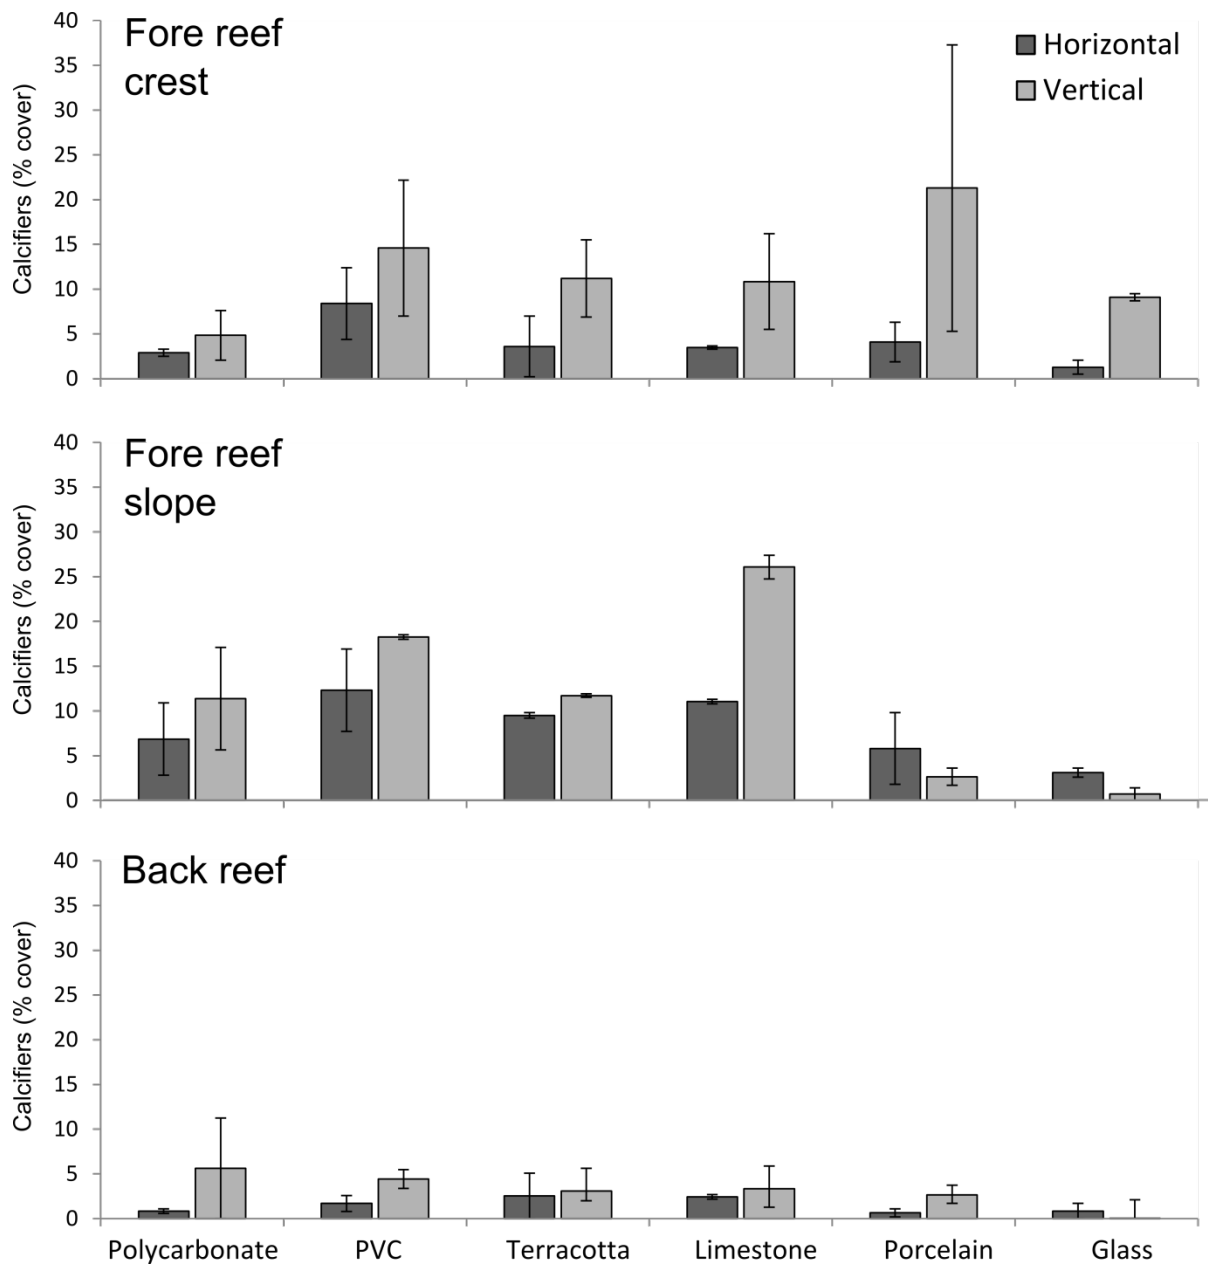 Fore reef
crest
Horizontal
Vertical
Calcifiers (% cover)
40
35
30
25
20
15
10
5
0
Fore reef
slope
Calcifiers (% cover)
40
35
30
25
20
15
10
5
0
Back reef
Calcifiers (% cover)
40
35
30
25
20
15
10
5
0
Polycarbonate PVC Terracotta Limestone Porcelain Glass